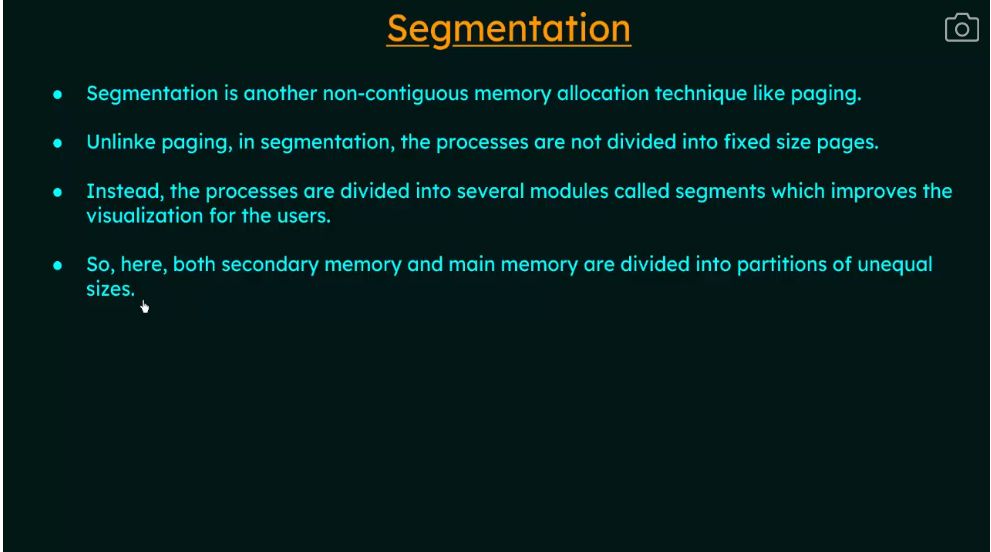 Segmentation
● Segmentation is another non-contiguous memory allocation technique like paging.
● Unlinke paging, in segmentation, the processes are not divided into fixed size pages.
● Instead, the processes are divided into several modules called segments which improves the
visualization for the users.
● So, here, both secondary memory and main memory are divided into partitions of unequal
sizes.